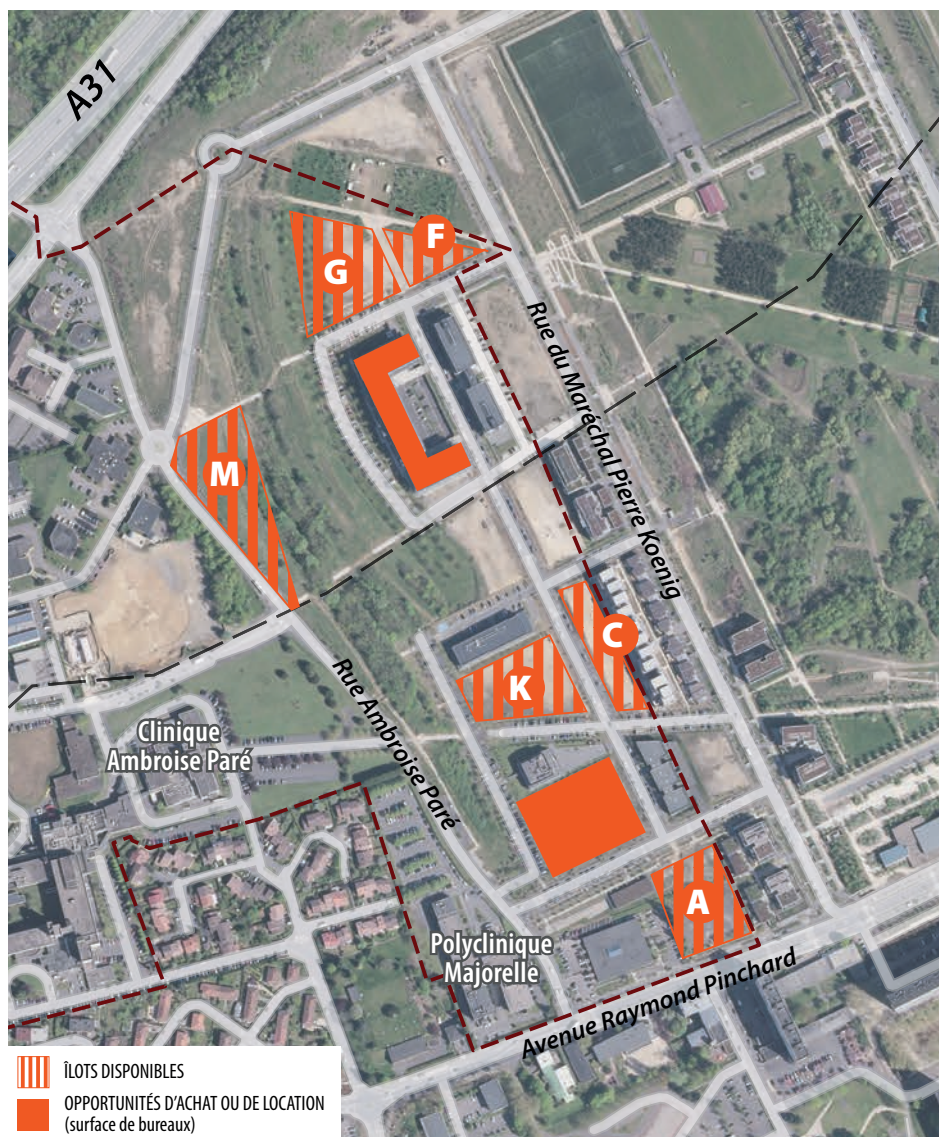 A31
F
G
Rue du Maréchal Pierre Koenig
M
C
K
Rue Ambroise Paré
Clinique
Ambroise Paré
A
Polyclinique
Majorelle
Avenue Raymond Pinchard
ÎLOTS DISPONIBLES
OPPORTUNITÉS D'ACHAT OU DE LOCATION
(surface de bureaux)